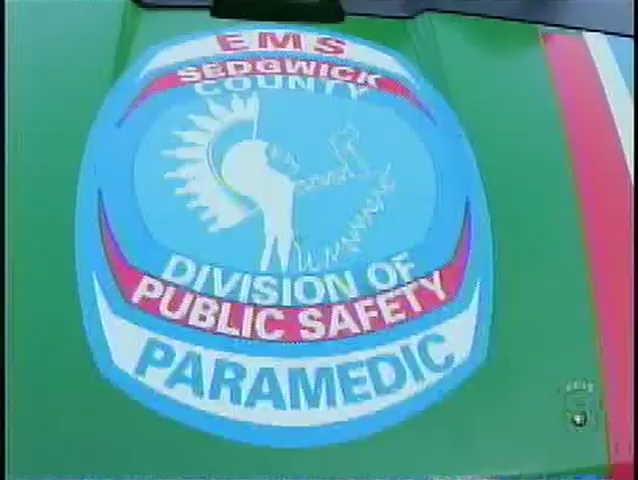 EMS
SEDGWICK
COUNTY
DIVISION OF
PUBLIC SAFETY
PARAMEDIC